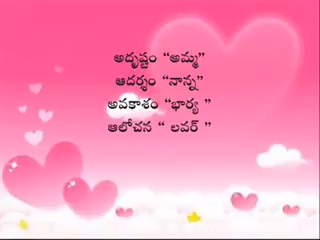 అదృష్టం “అమ్మ”
ఆదర్శం “నాన్న”
అవకాశం “భార్య ”
ఆలోచన “ లవర్ ”